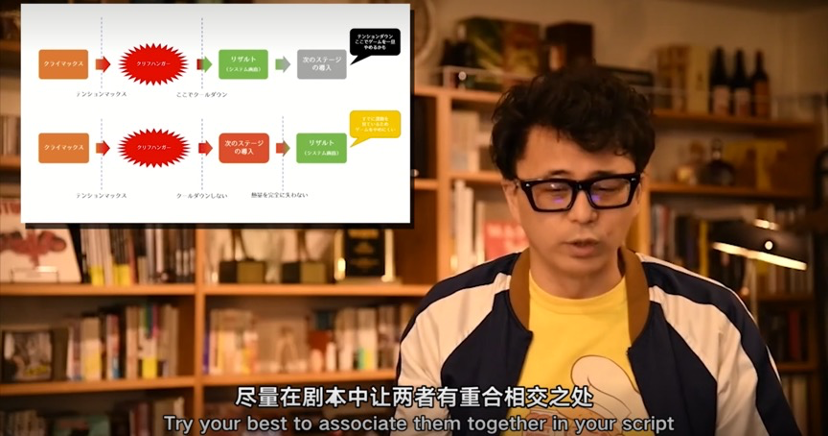 クライマックス
クリフハンガー
リザルト
(システム画面)
次のステージ
の導入
テンションダウン
ここでゲームを一旦
やめるかも
テンションマックス
ここでクールダウン
クライマックス
クリフハンガー
次のステージ
の導入
リザルト
(システム画面)
テンションマックス
クールダウンしない
熱量を完全に失わない
尽量在剧本中让两者有重合相交之处
Try your best to associate them together in your script